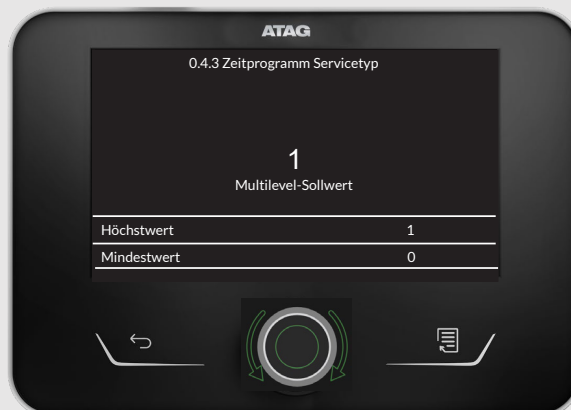 ATAG
0.4.3 Zeitprogramm Servicetyp
1
Multilevel-Sollwert
Höchstwert 1
Mindestwert 0